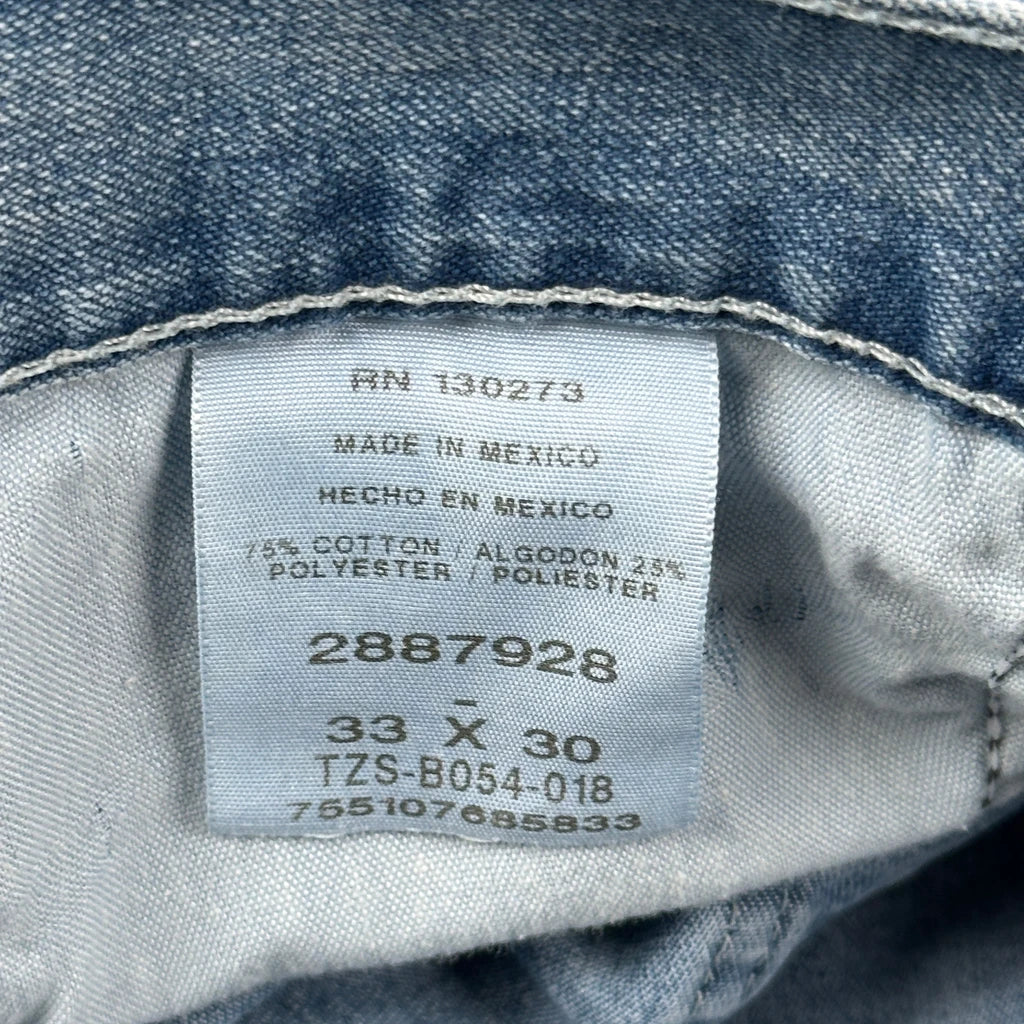 RN 130273
MADE IN MEXICO
HECHO EN MEXICO
75% COTTON / ALGODON 25%
POLYESTER / POLIESTER
2887928
-
33 X 30
TZS-B054-018
755107685833